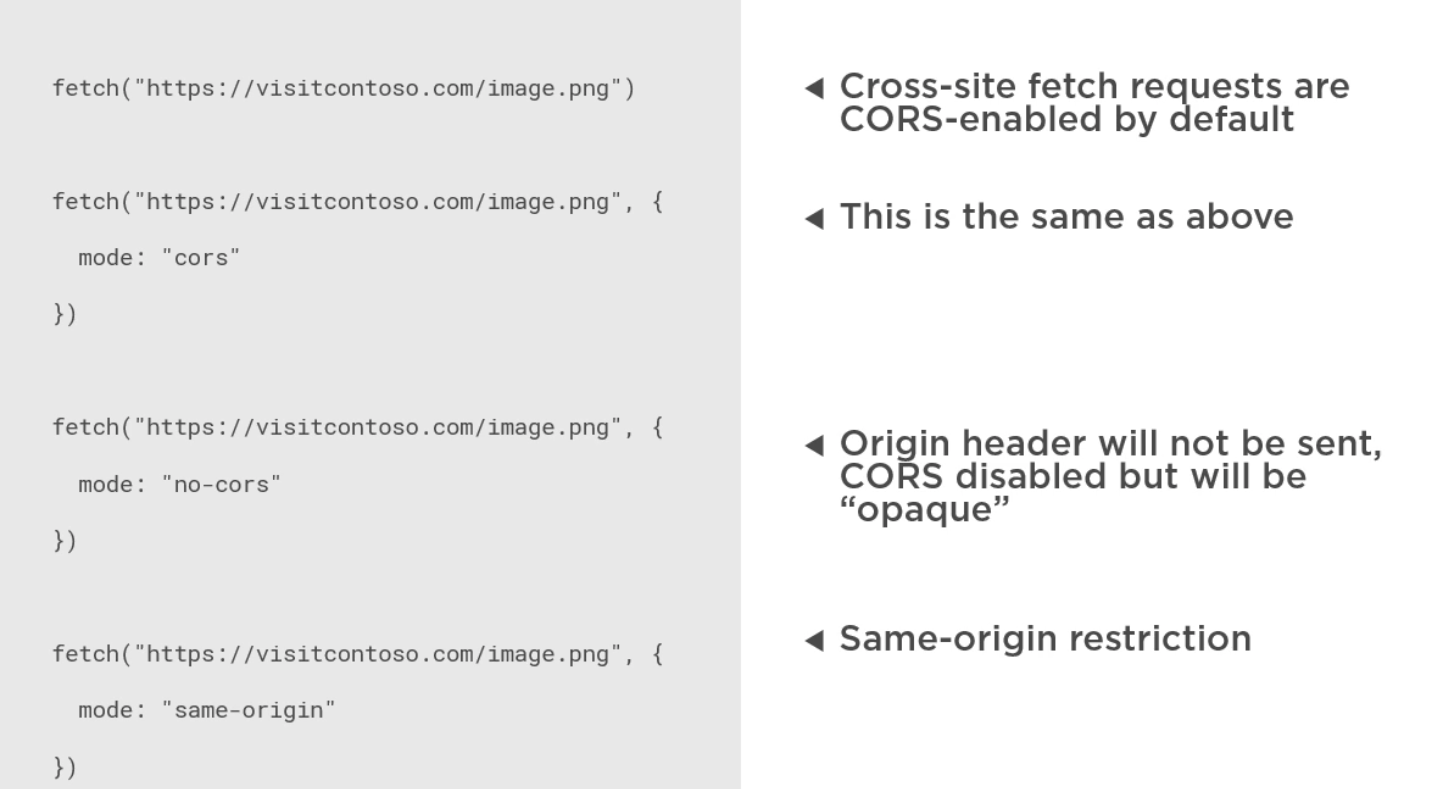 fetch("https://visitcontoso.com/image.png")
◀ Cross-site fetch requests are
CORS-enabled by default
fetch("https://visitcontoso.com/image.png", {
  mode: "cors"
})
◀ This is the same as above
fetch("https://visitcontoso.com/image.png", {
  mode: "no-cors"
})
◀ Origin header will not be sent,
CORS disabled but will be
“opaque”
fetch("https://visitcontoso.com/image.png", {
  mode: "same-origin"
})
◀ Same-origin restriction